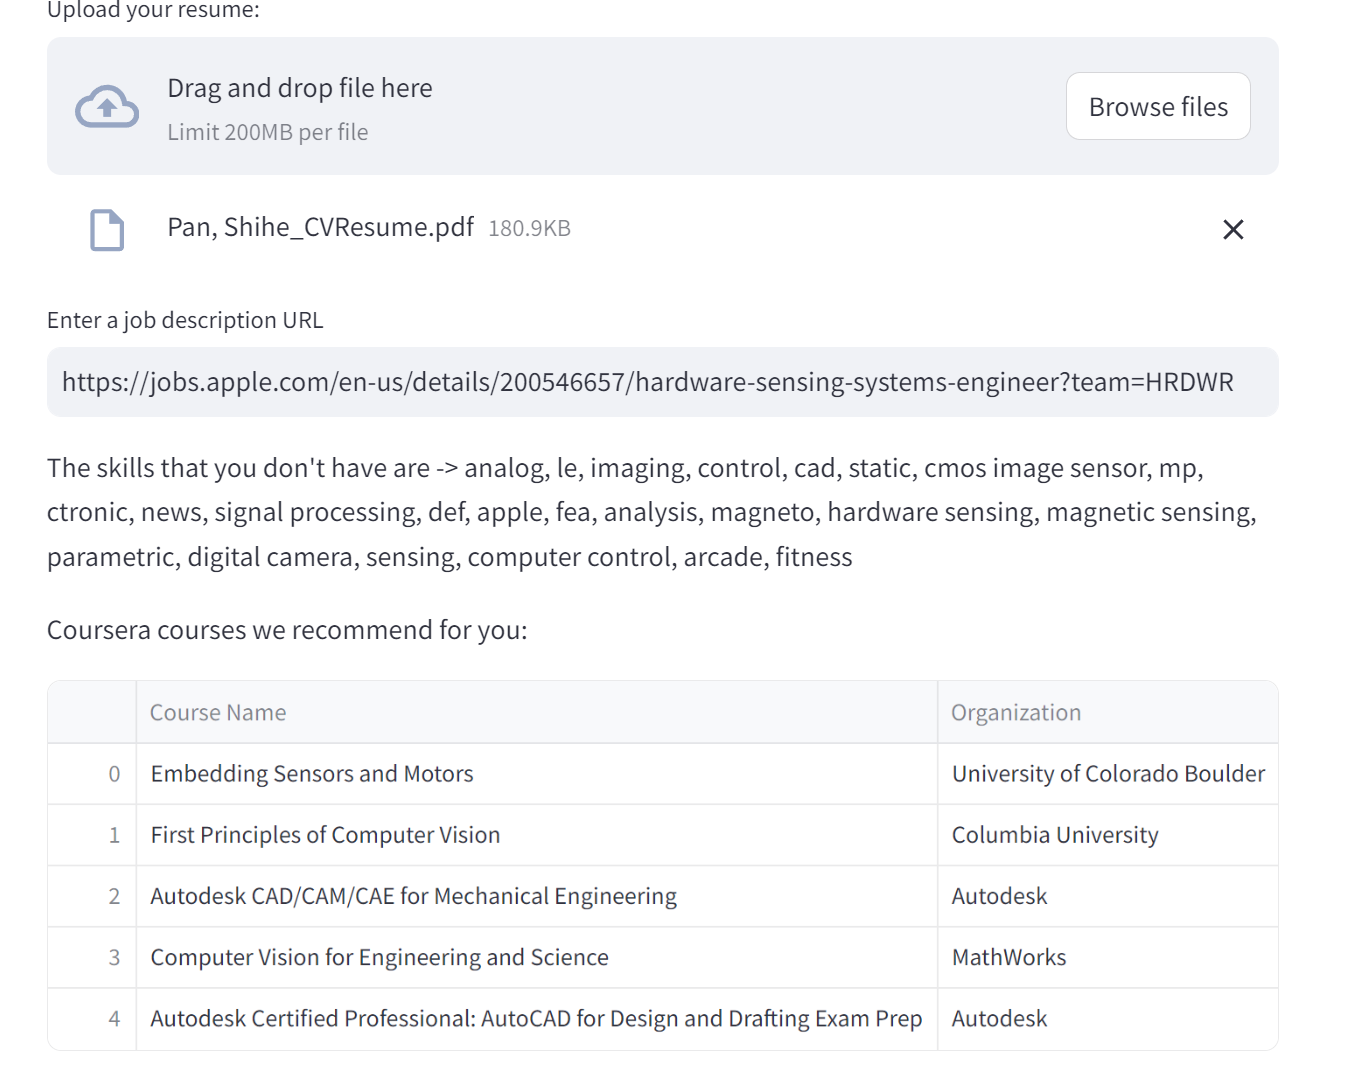 Upload your resume:
Drag and drop file here
Limit 200MB per file
Browse files
Pan, Shihe_CVResume.pdf 180.9KB
Enter a job description URL
https://jobs.apple.com/en-us/details/200546657/hardware-sensing-systems-engineer?team=HRDWR
The skills that you don't have are -> analog, le, imaging, control, cad, static, cmos image sensor, mp,
ctronic, news, signal processing, def, apple, fea, analysis, magneto, hardware sensing, magnetic sensing,
parametric, digital camera, sensing, computer control, arcade, fitness
Coursera courses we recommend for you:
Course Name Organization
0 Embedding Sensors and Motors University of Colorado Boulder
1 First Principles of Computer Vision Columbia University
2 Autodesk CAD/CAM/CAE for Mechanical Engineering Autodesk
3 Computer Vision for Engineering and Science MathWorks
4 Autodesk Certified Professional: AutoCAD for Design and Drafting Exam Prep Autodesk